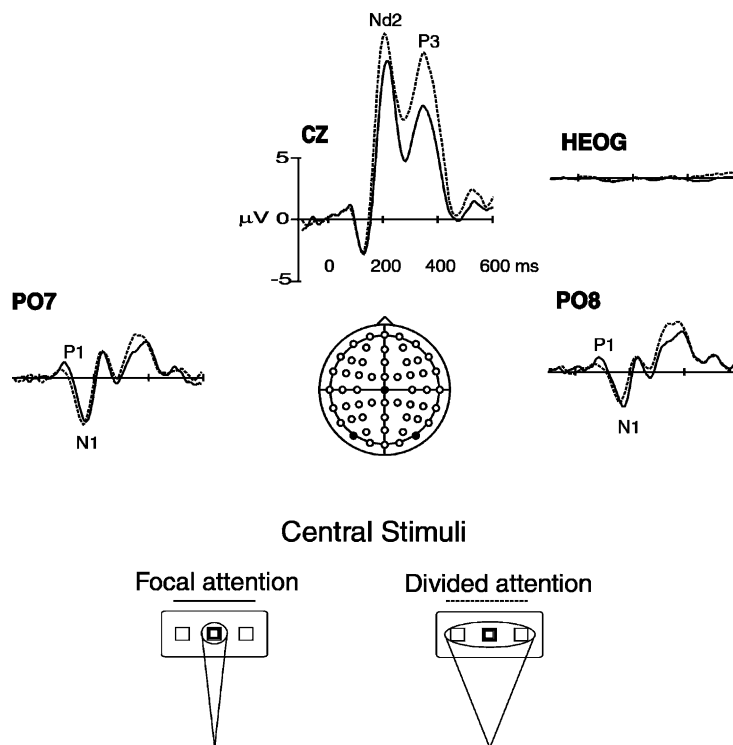 Nd2
P3
CZ
HEOG
5
μV 0
-5
0 200 400 600 ms
PO7
PO8
P1
N1
P1
N1
Central Stimuli
Focal attention
Divided attention